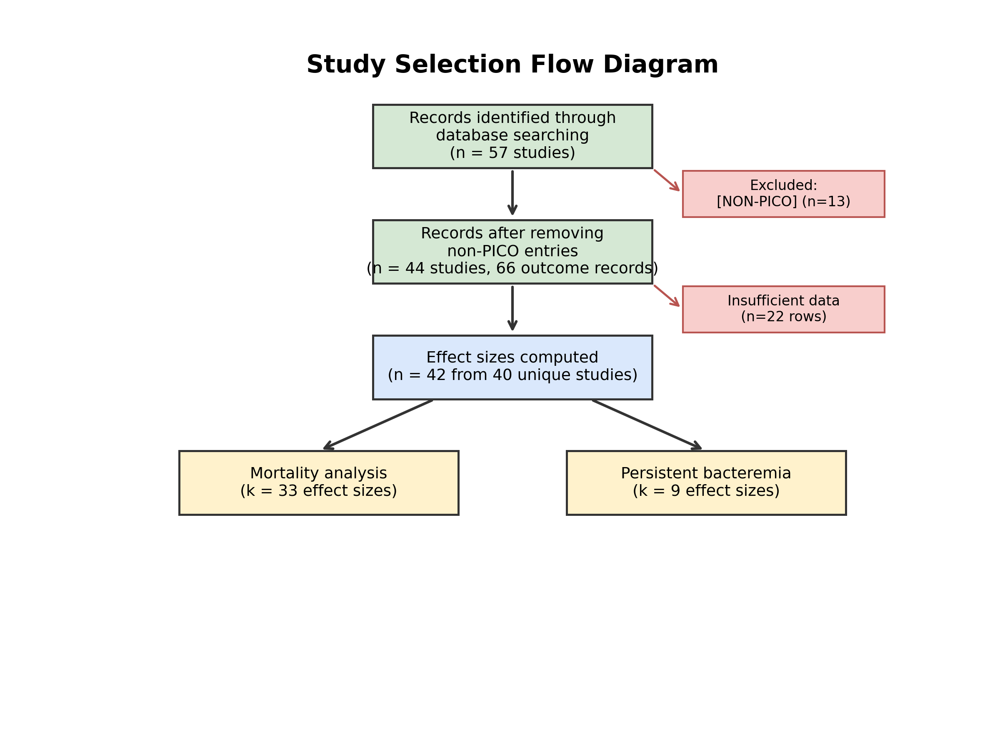 Study Selection Flow Diagram
Records identified through
database searching
(n = 57 studies)
Excluded:
[NON-PICO] (n=13)
Records after removing
non-PICO entries
(n = 44 studies, 66 outcome records)
Insufficient data
(n=22 rows)
Effect sizes computed
(n = 42 from 40 unique studies)
Mortality analysis
(k = 33 effect sizes)
Persistent bacteremia
(k = 9 effect sizes)